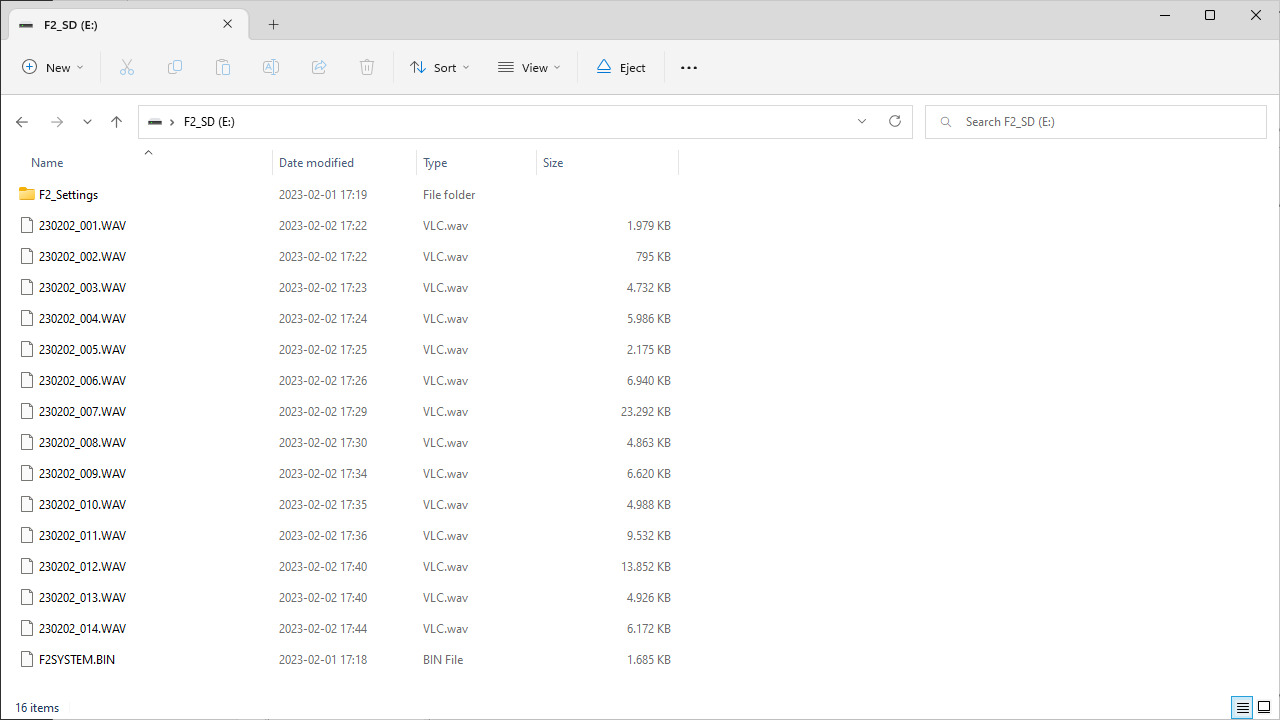 F2_SD (E:)
New Sort View Eject
F2_SD (E:) Search F2_SD (E:)
Name Date modified Type Size
F2_Settings 2023-02-01 17:19 File folder
230202_001.WAV 2023-02-02 17:22 VLC.wav 1.979 KB
230202_002.WAV 2023-02-02 17:22 VLC.wav 795 KB
230202_003.WAV 2023-02-02 17:23 VLC.wav 4.732 KB
230202_004.WAV 2023-02-02 17:24 VLC.wav 5.986 KB
230202_005.WAV 2023-02-02 17:25 VLC.wav 2.175 KB
230202_006.WAV 2023-02-02 17:26 VLC.wav 6.940 KB
230202_007.WAV 2023-02-02 17:29 VLC.wav 23.292 KB
230202_008.WAV 2023-02-02 17:30 VLC.wav 4.863 KB
230202_009.WAV 2023-02-02 17:34 VLC.wav 6.620 KB
230202_010.WAV 2023-02-02 17:35 VLC.wav 4.988 KB
230202_011.WAV 2023-02-02 17:36 VLC.wav 9.532 KB
230202_012.WAV 2023-02-02 17:40 VLC.wav 13.852 KB
230202_013.WAV 2023-02-02 17:40 VLC.wav 4.926 KB
230202_014.WAV 2023-02-02 17:44 VLC.wav 6.172 KB
F2SYSTEM.BIN 2023-02-01 17:18 BIN File 1.685 KB
16 items